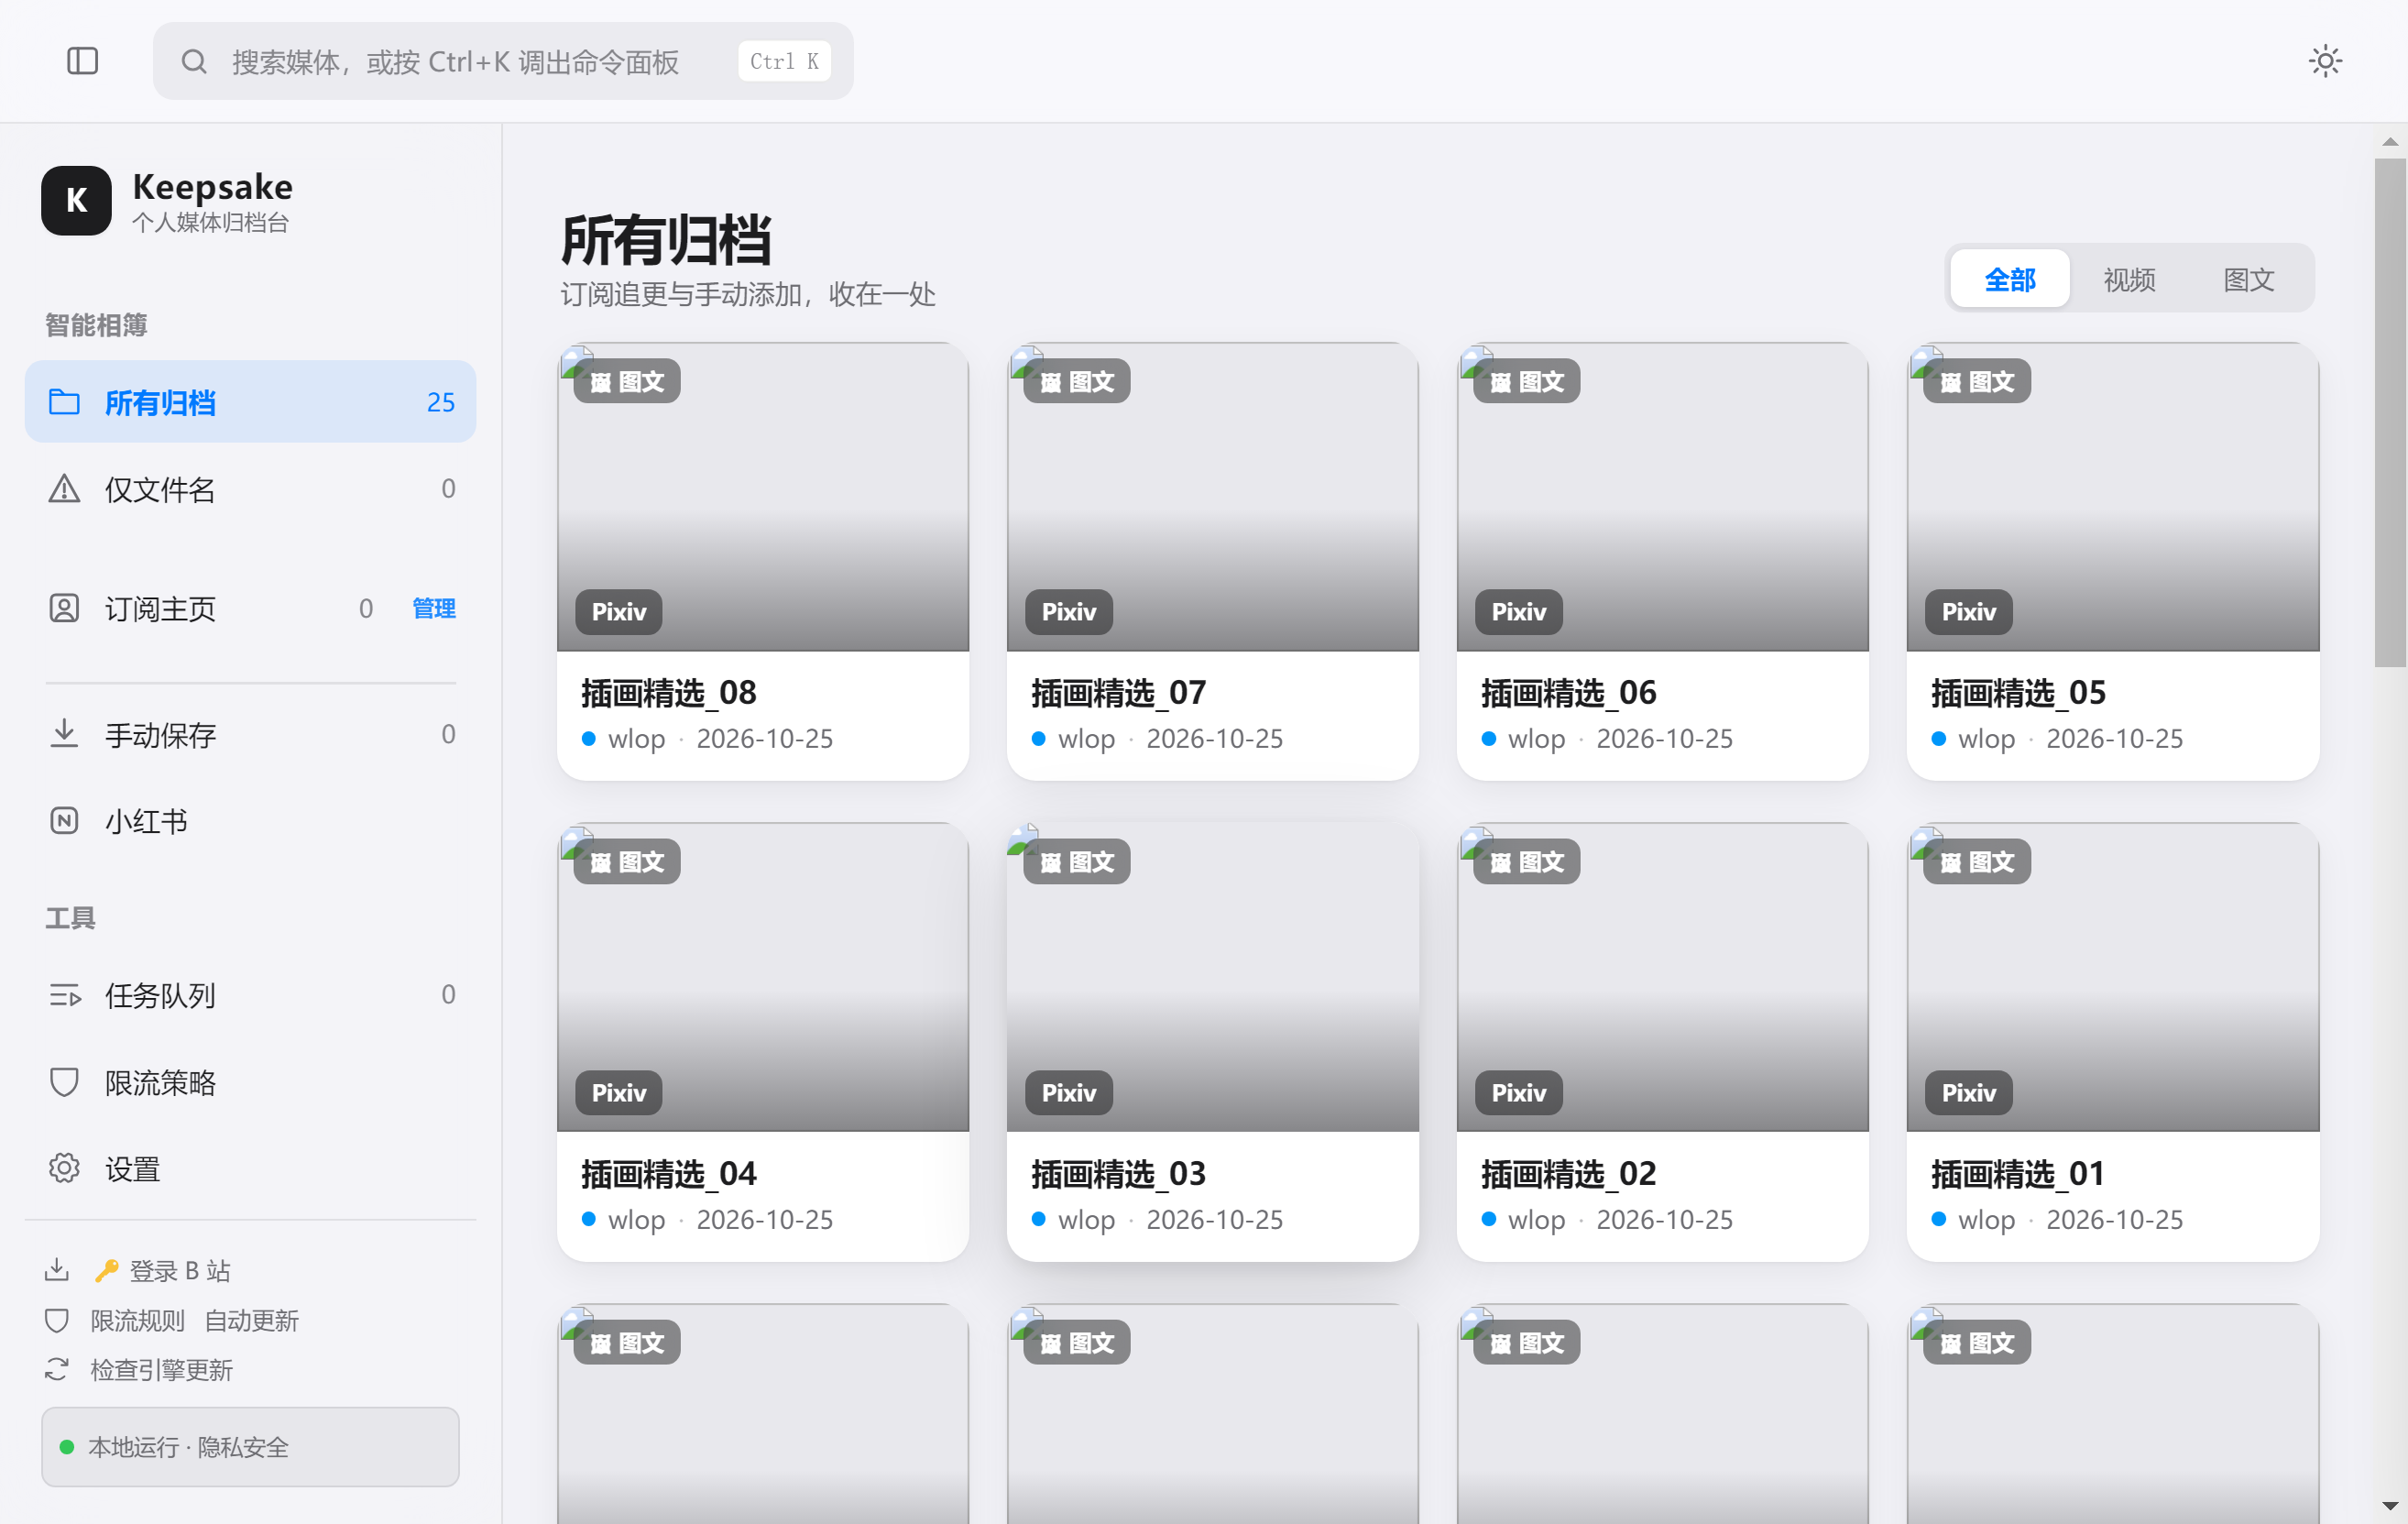 搜索媒体，或按 Ctrl+K 调出命令面板
Ctrl K
K
Keepsake
个人媒体归档台
智能相簿
所有归档 25
仅文件名 0
订阅主页 0 管理
手动保存 0
小红书
工具
任务队列 0
限流策略
设置
登录 B 站
限流规则 自动更新
检查引擎更新
本地运行 · 隐私安全
所有归档
订阅追更与手动添加，收在一处
全部 视频 图文
图文
Pixiv
插画精选_08
wlop · 2026-10-25
图文
Pixiv
插画精选_07
wlop · 2026-10-25
图文
Pixiv
插画精选_06
wlop · 2026-10-25
图文
Pixiv
插画精选_05
wlop · 2026-10-25
图文
Pixiv
插画精选_04
wlop · 2026-10-25
图文
Pixiv
插画精选_03
wlop · 2026-10-25
图文
Pixiv
插画精选_02
wlop · 2026-10-25
图文
Pixiv
插画精选_01
wlop · 2026-10-25
图文
图文
图文
图文